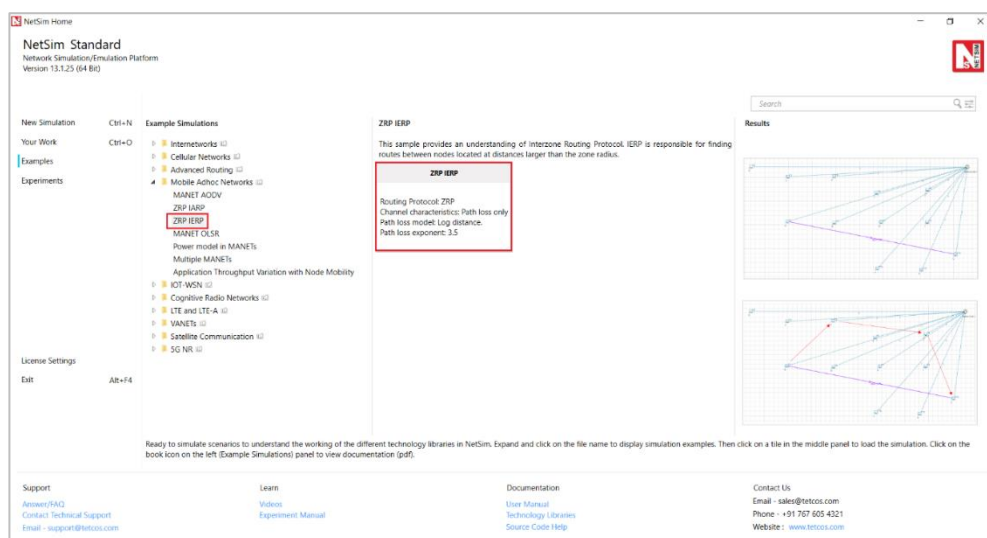 NetSim Home
NetSim Standard
Network Simulation/Emulation Platform
Version 13.1.25 (64 Bit)
NETSIM
Search
New Simulation Ctrl+N
Your Work Ctrl+O
Examples
Experiments
License Settings
Exit Alt+F4
Example Simulations
Internetworks
Cellular Networks
Advanced Routing
Mobile Adhoc Networks
MANET AODV
ZRP IARP
ZRP IERP
MANET OLSR
Power model in MANETs
Multiple MANETs
Application Throughput Variation with Node Mobility
IOT-WSN
Cognitive Radio Networks
LTE and LTE-A
VANETs
Satellite Communication
5G NR
ZRP IERP
This sample provides an understanding of Interzone Routing Protocol. IERP is responsible for finding
routes between nodes located at distances larger than the zone radius.
ZRP IERP
Routing Protocol: ZRP
Channel characteristics: Path loss only
Path loss model: Log distance.
Path loss exponent: 3.5
Results
Ready to simulate scenarios to understand the working of the different technology libraries in NetSim. Expand and click on the file name to display simulation examples. Then click on a tile in the middle panel to load the simulation. Click on the
book icon on the left (Example Simulations) panel to view documentation (pdf).
Support
Answer/FAQ
Contact Technical Support
Email - support@tetcos.com
Learn
Videos
Experiment Manual
Documentation
User Manual
Technology Libraries
Source Code Help
Contact Us
Email - sales@tetcos.com
Phone - +91 767 605 4321
Website : www.tetcos.com